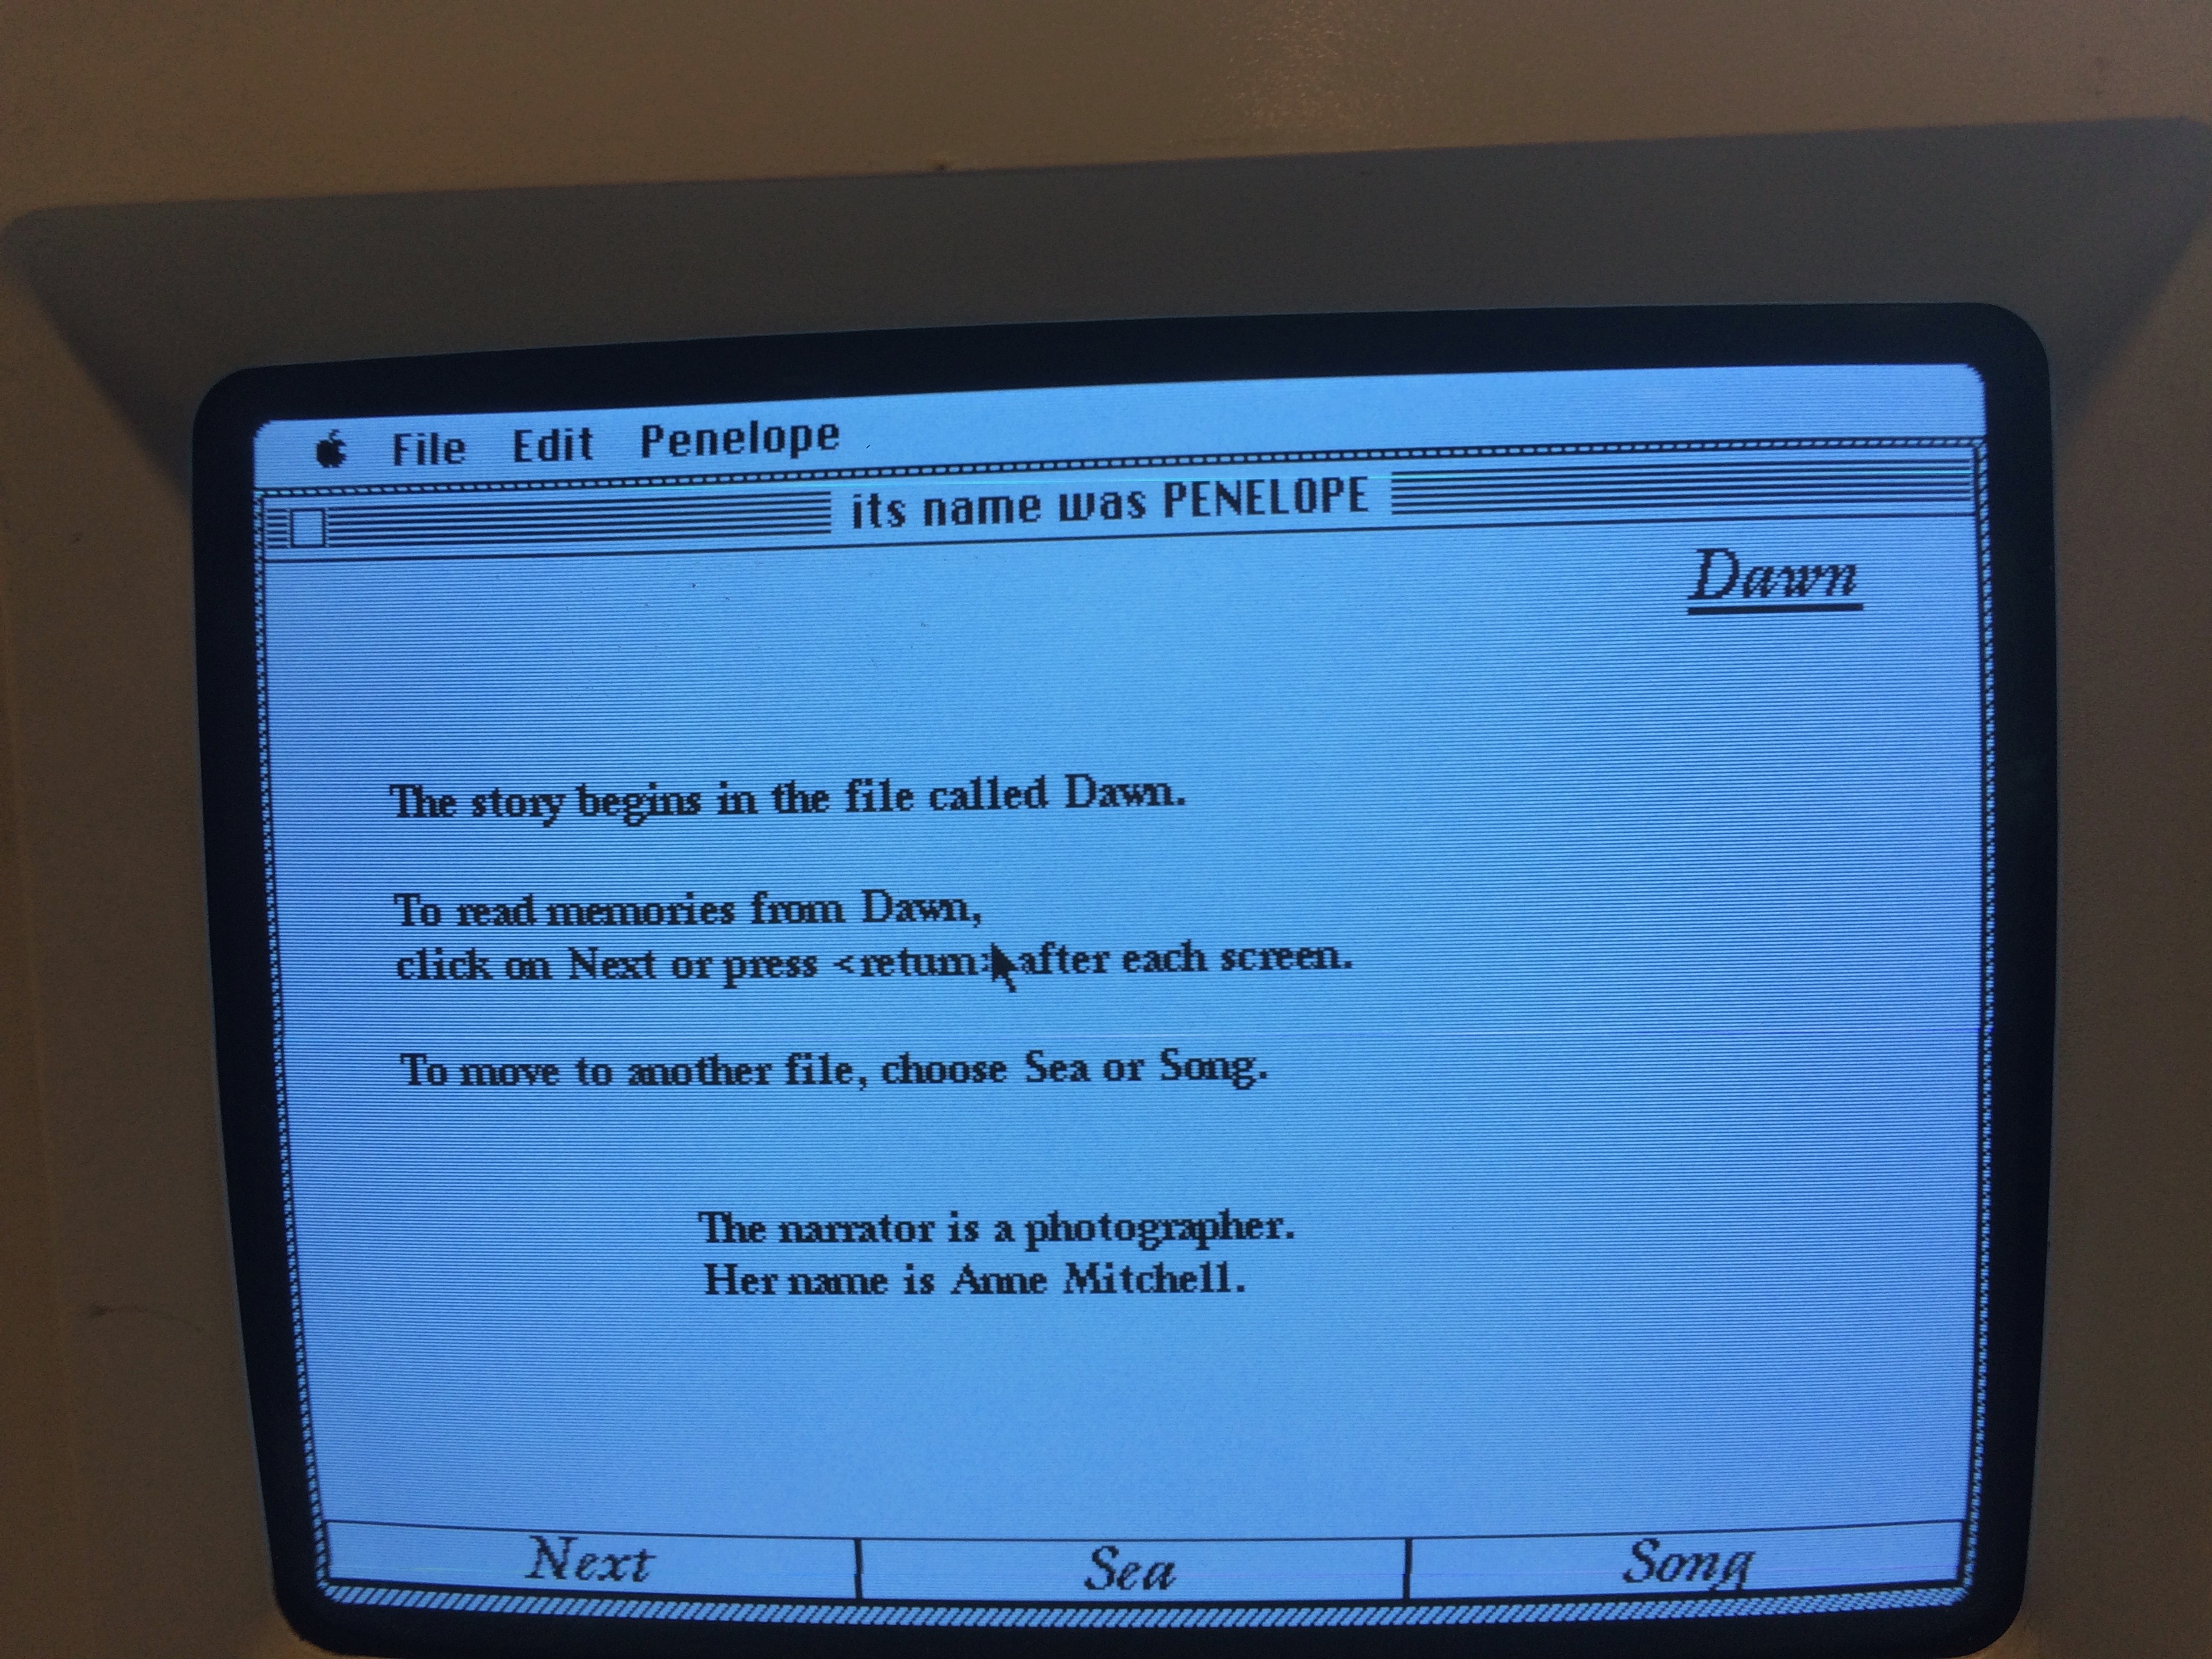 File Edit Penelope
its name was PENELOPE
Dawn
The story begins in the file called Dawn.
To read memories from Dawn,
click on Next or press <return> after each screen.
To move to another file, choose Sea or Song.
The narrator is a photographer.
Her name is Anne Mitchell.
Next Sea Song